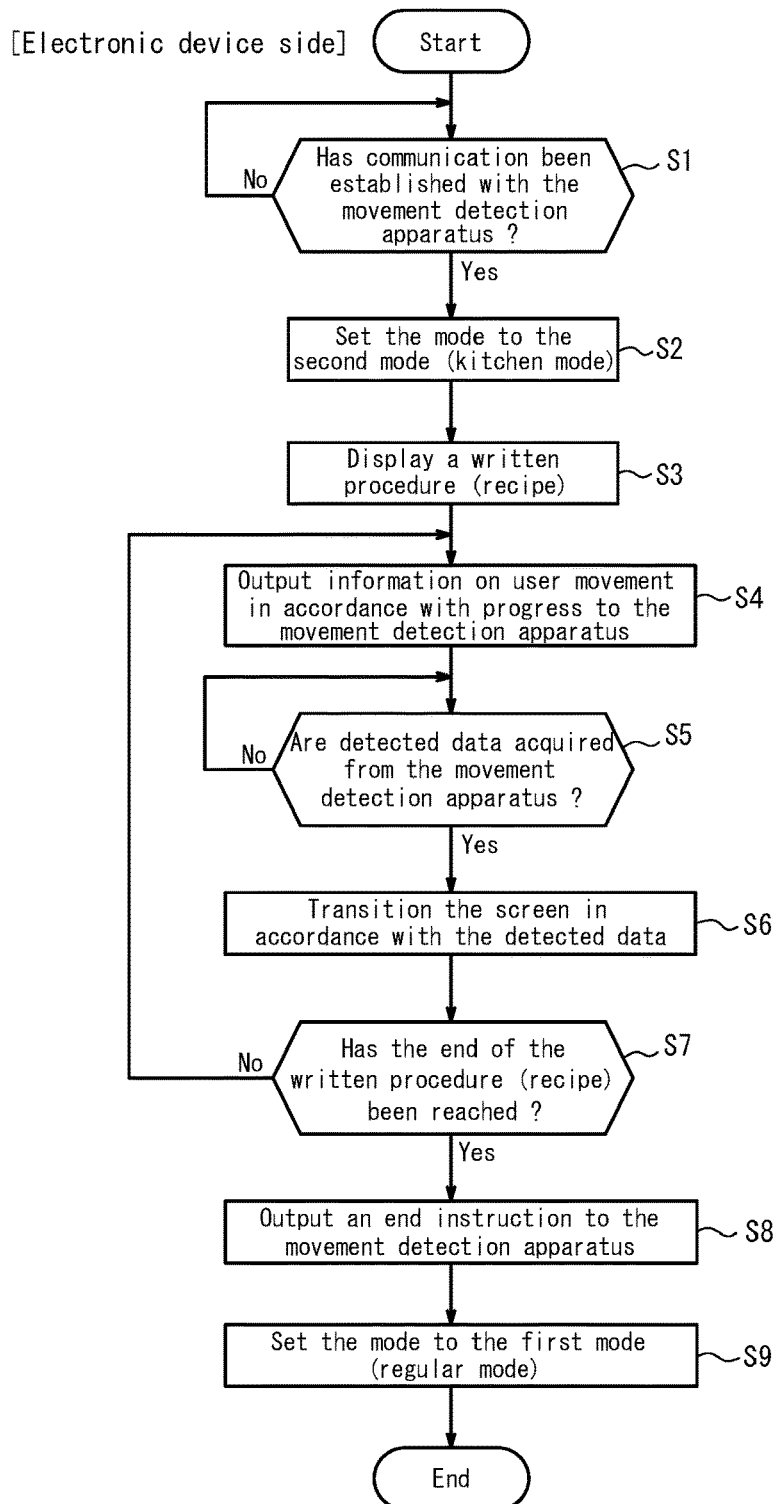 [Electronic device side]
Start
Has communication been
established with the
movement detection
apparatus ?
S1
No
Yes
Set the mode to the
second mode (kitchen mode)
S2
Display a written
procedure (recipe)
S3
Output information on user movement
in accordance with progress to the
movement detection apparatus
S4
Are detected data acquired
from the movement
detection apparatus ?
S5
No
Yes
Transition the screen in
accordance with the detected data
S6
Has the end of the
written procedure (recipe)
been reached ?
S7
No
Yes
Output an end instruction to the
movement detection apparatus
S8
Set the mode to the first mode
(regular mode)
S9
End